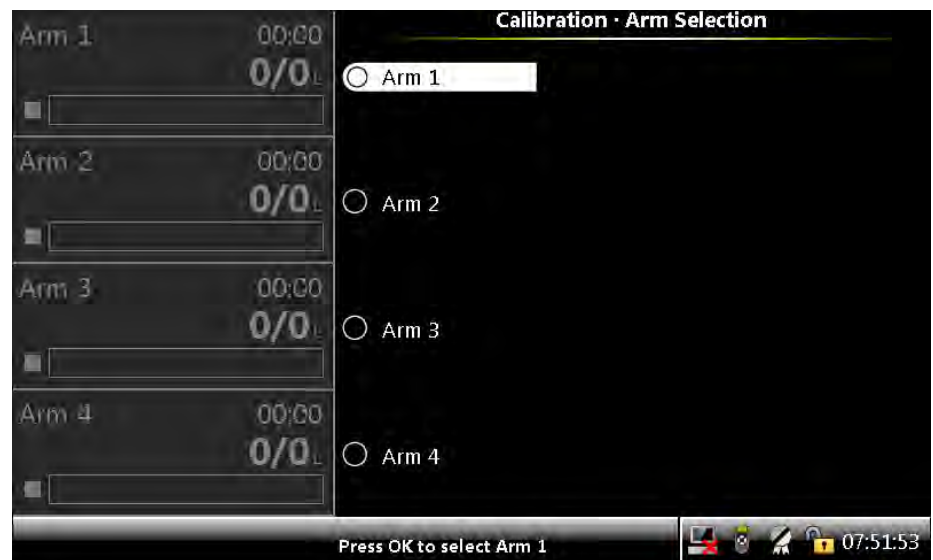 Calibration · Arm Selection
Arm 1 00:00
0/0 L
Arm 2 00:00
0/0 L
Arm 3 00:00
0/0 L
Arm 4 00:00
0/0 L
Arm 1
Arm 2
Arm 3
Arm 4
Press OK to select Arm 1
07:51:53